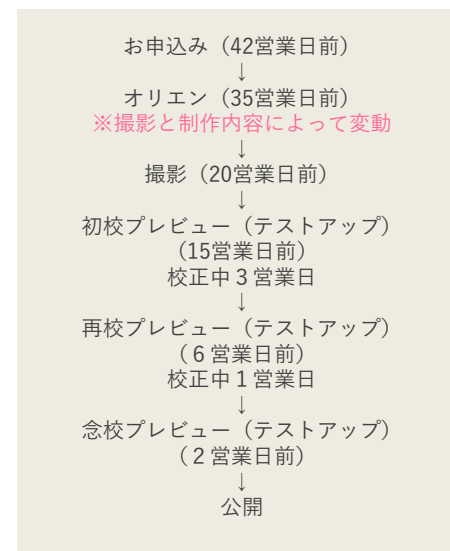 お申込み（42営業日前）
↓
オリエン（35営業日前）
※撮影と制作内容によって変動
↓
撮影（20営業日前）
↓
初校プレビュー（テストアップ）
（15営業日前）
校正中３営業日
↓
再校プレビュー（テストアップ）
（６営業日前）
校正中１営業日
↓
念校プレビュー（テストアップ）
（２営業日前）
↓
公開